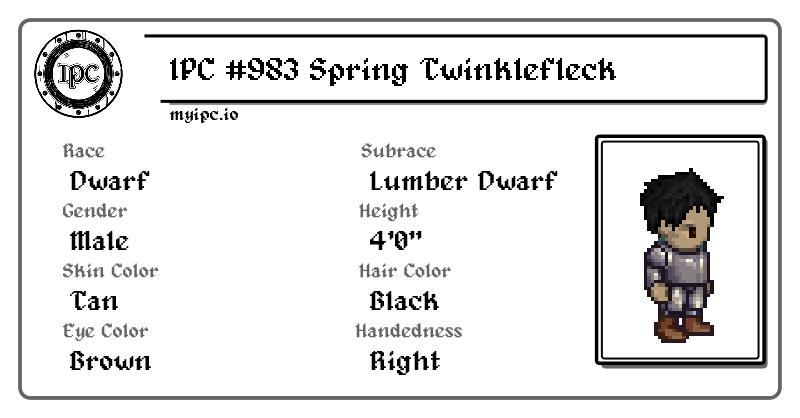 IPC
IPC #983 Spring Twinklefleck
myipc.io
Race
Dwarf
Subrace
Lumber Dwarf
Gender
Male
Height
4'0"
Skin Color
Tan
Hair Color
Black
Eye Color
Brown
Handedness
Right